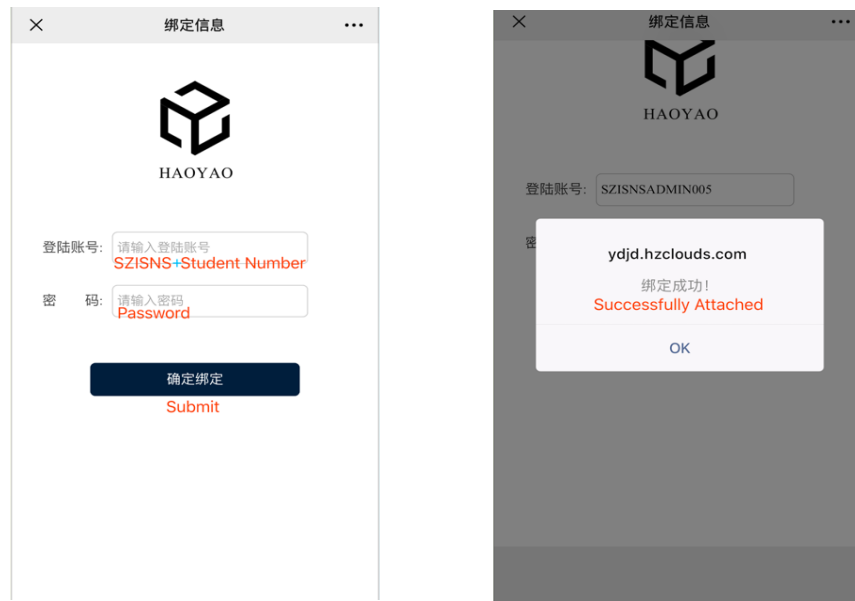 绑定信息
HAOYAO
登陆账号: 请输入登陆账号
SZISNS+Student Number
密 码: 请输入密码
Password
确定绑定
Submit
绑定信息
HAOYAO
登陆账号: SZISNSADMIN005
密
ydjd.hzclouds.com
绑定成功!
Successfully Attached
OK